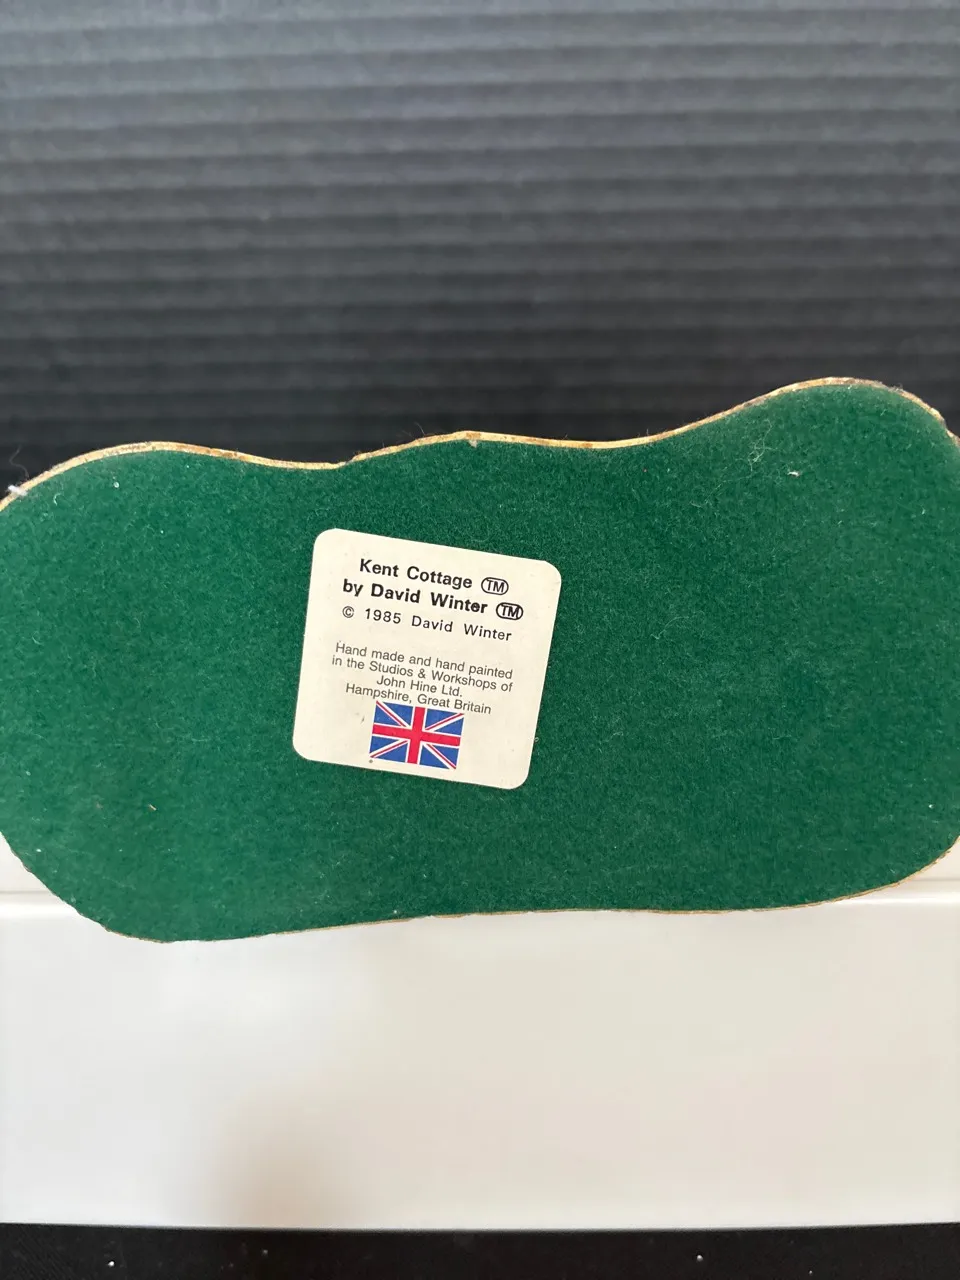 Kent Cottage TM
by David Winter TM
© 1985 David Winter
Hand made and hand painted
in the Studios & Workshops of
John Hine Ltd.
Hampshire, Great Britain